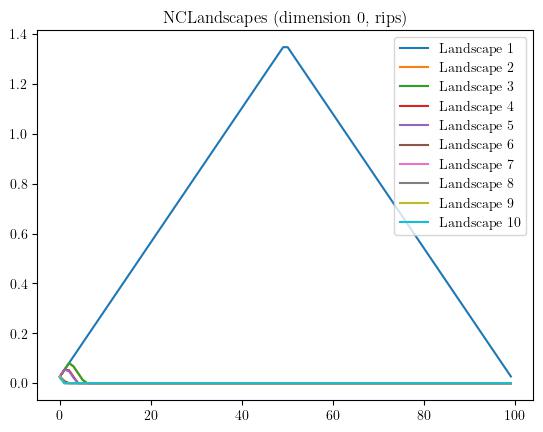 NCLandscapes (dimension 0, rips)
1.4
1.2
1.0
0.8
0.6
0.4
0.2
0.0
0 20 40 60 80 100
Landscape 1
Landscape 2
Landscape 3
Landscape 4
Landscape 5
Landscape 6
Landscape 7
Landscape 8
Landscape 9
Landscape 10